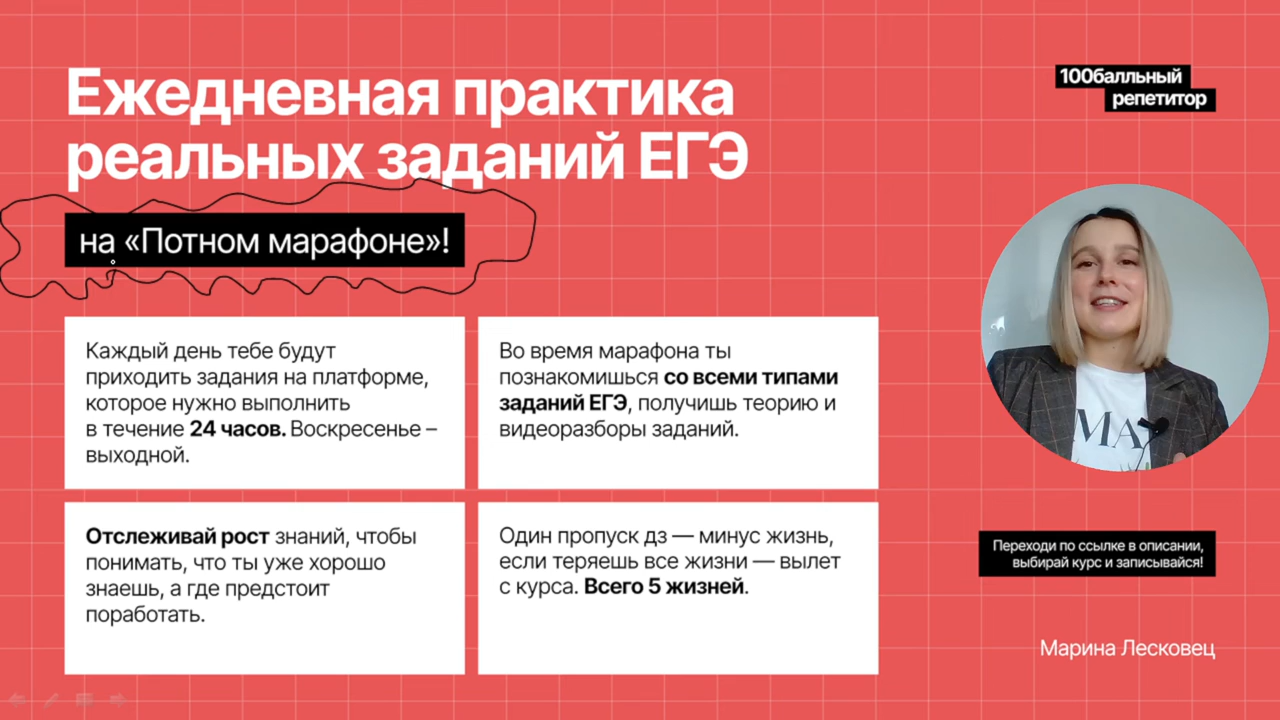 Ежедневная практика
реальных заданий ЕГЭ
на «Потном марафоне»!
100балльный
репетитор
Каждый день тебе будут
приходить задания на платформе,
которое нужно выполнить
в течение 24 часов. Воскресенье –
выходной.
Во время марафона ты
познакомишься со всеми типами
заданий ЕГЭ, получишь теорию и
видеоразборы заданий.
Отслеживай рост знаний, чтобы
понимать, что ты уже хорошо
знаешь, а где предстоит
поработать.
Один пропуск дз — минус жизнь,
если теряешь все жизни — вылет
с курса. Всего 5 жизней.
МА
Переходи по ссылке в описании,
выбирай курс и записывайся!
Марина Лесковец